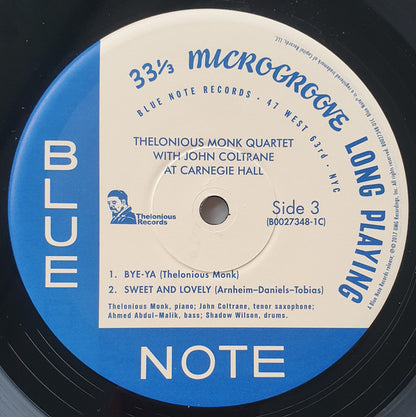 33⅓ MICROGROOVE LONG PLAYING
BLUE NOTE RECORDS · 47 WEST 63rd · NYC
BLUE
THELONIOUS MONK QUARTET
WITH JOHN COLTRANE
AT CARNEGIE HALL
Thelonious
Records
Side 3
(B0027348-1C)
1. BYE-YA (Thelonious Monk)
2. SWEET AND LOVELY (Arnheim–Daniels–Tobias)
Thelonious Monk, piano; John Coltrane, tenor saxophone;
Ahmed Abdul-Malik, bass; Shadow Wilson, drums.
NOTE